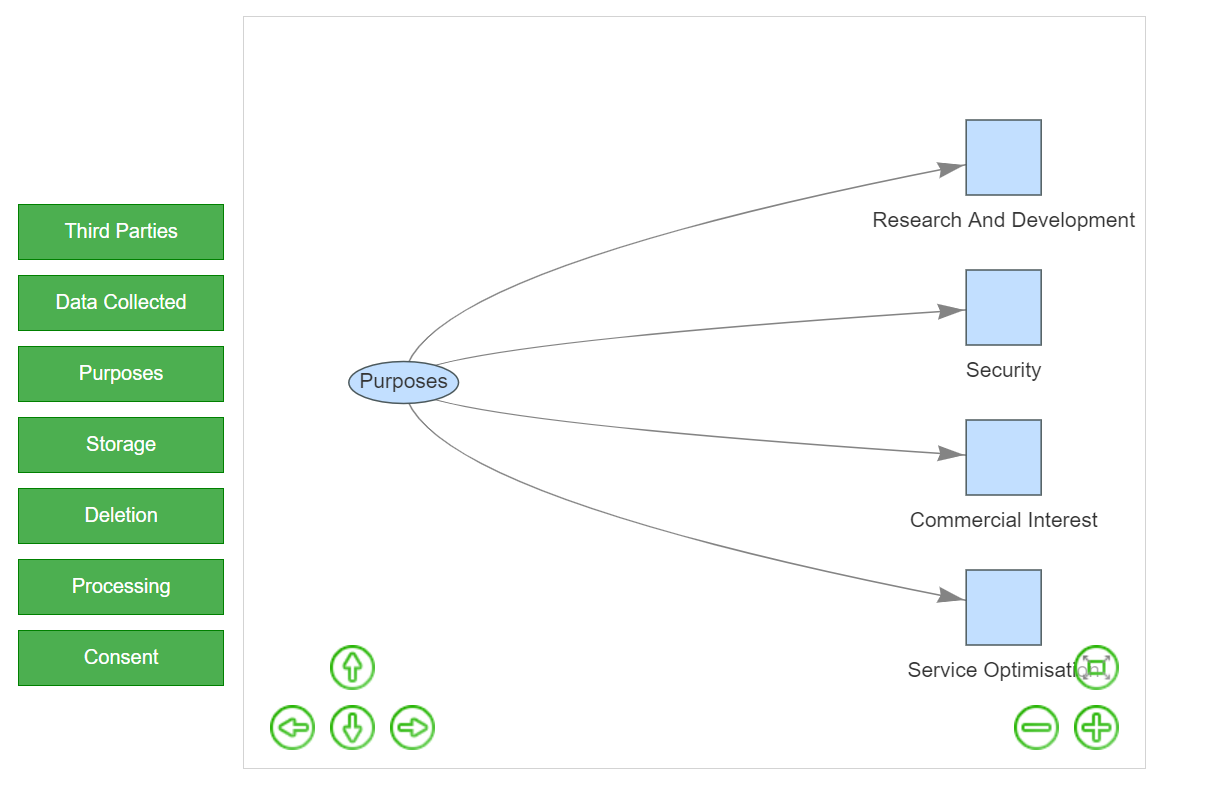 Third Parties
Data Collected
Purposes
Storage
Deletion
Processing
Consent
Purposes
Research And Development
Security
Commercial Interest
Service Optimisation